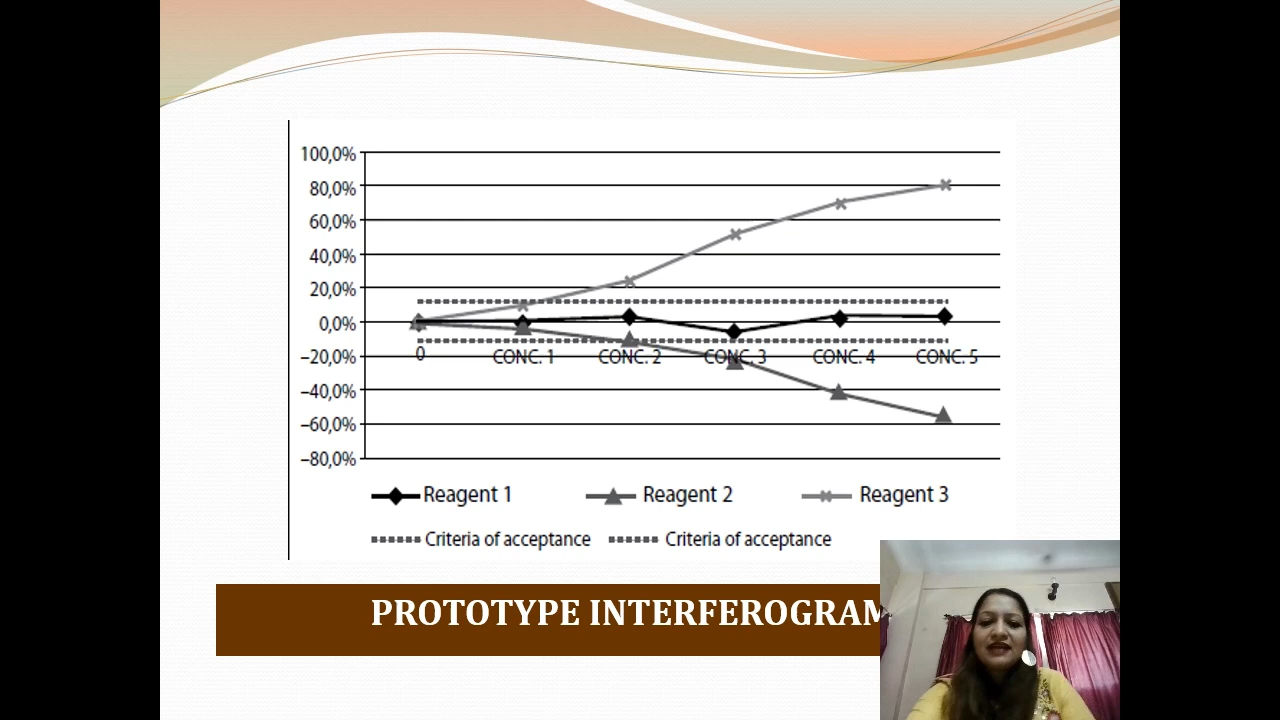 100,0%
80,0%
60,0%
40,0%
20,0%
0,0%
–20,0%
–40,0%
–60,0%
–80,0%
0 CONC. 1 CONC. 2 CONC. 3 CONC. 4 CONC. 5
Reagent 1 Reagent 2 Reagent 3
Criteria of acceptance Criteria of acceptance
PROTOTYPE INTERFEROGRAM